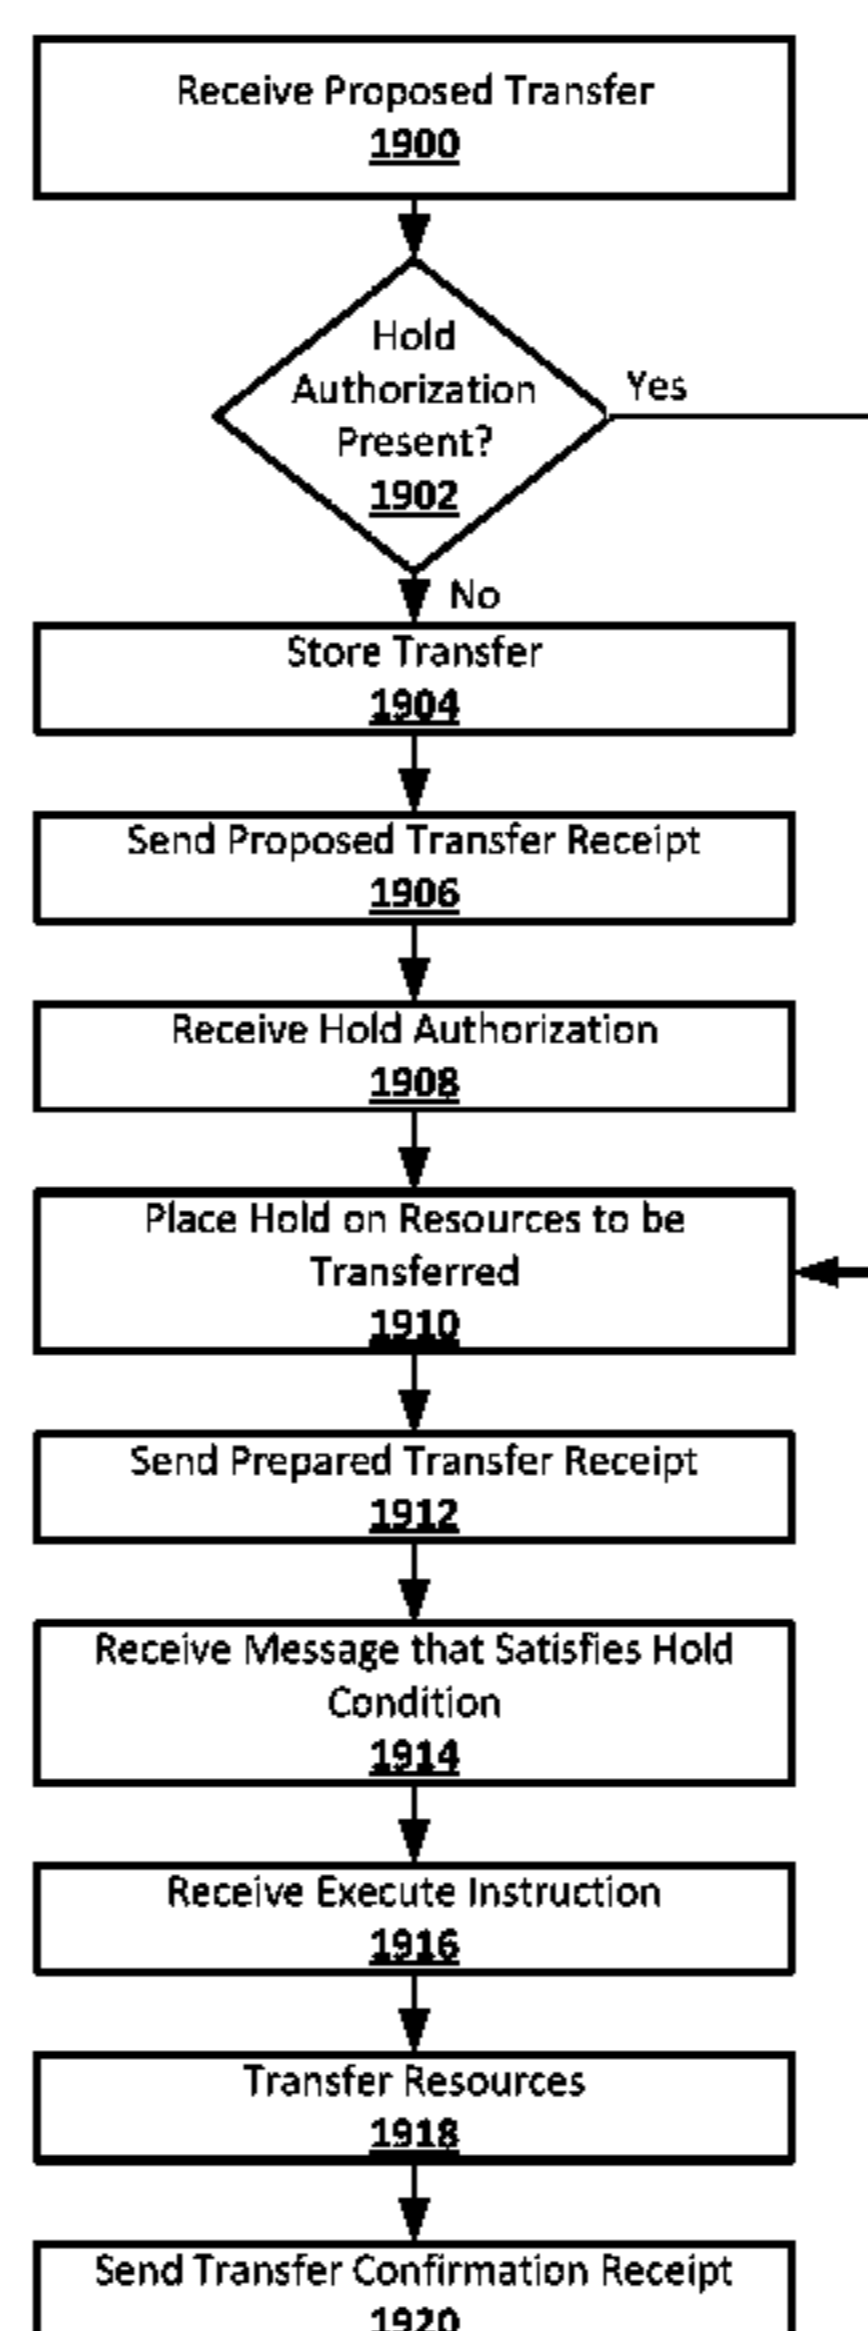 Receive Proposed Transfer
1900
Hold
Authorization
Present?
1902
Yes
No
Store Transfer
1904
Send Proposed Transfer Receipt
1906
Receive Hold Authorization
1908
Place Hold on Resources to be
Transferred
1910
Send Prepared Transfer Receipt
1912
Receive Message that Satisfies Hold
Condition
1914
Receive Execute Instruction
1916
Transfer Resources
1918
Send Transfer Confirmation Receipt
1920